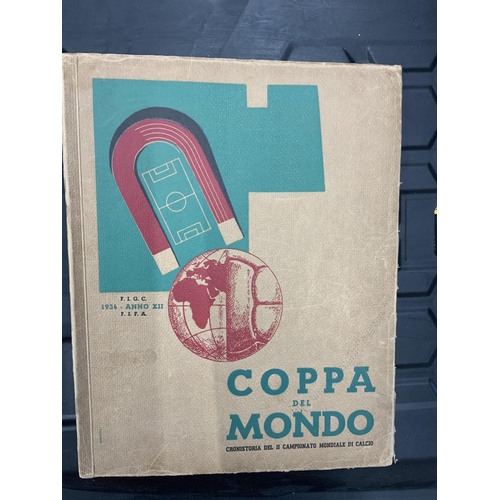 F. I. G. C.
1934 - ANNO XII
F. I. F. A.
COPPA
DEL
MONDO
CRONISTORIA DEL II CAMPIONATO MONDIALE DI CALCIO